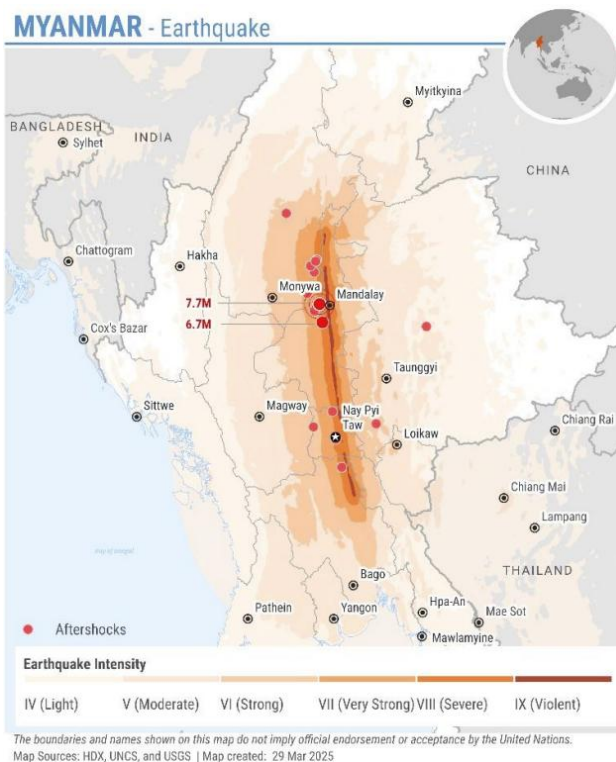 MYANMAR - Earthquake
Myitkyina
BANGLADESH
INDIA
Sylhet
CHINA
Chattogram
Hakha
Monywa
7.7M
Mandalay
6.7M
Cox's Bazar
Taunggyi
Sittwe
Magway
Nay Pyi
Taw
Loikaw
Chiang Rai
Chiang Mai
Lampang
Bay of Bengal
THAILAND
Bago
Pathein
Yangon
Hpa-An
Mae Sot
Mawlamyine
Aftershocks
Earthquake Intensity
IV (Light) V (Moderate) VI (Strong) VII (Very Strong) VIII (Severe) IX (Violent)
The boundaries and names shown on this map do not imply official endorsement or acceptance by the United Nations.
Map Sources: HDX, UNCS, and USGS | Map created: 29 Mar 2025